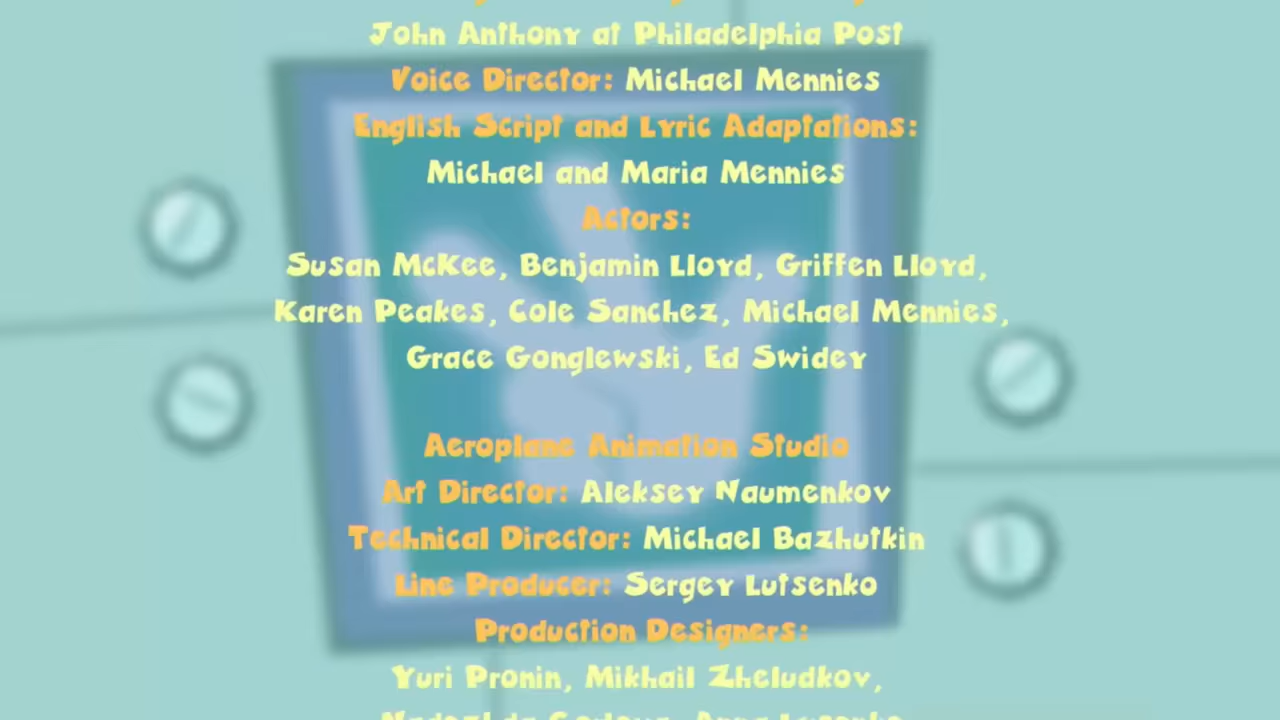 John Anthony at Philadelphia Post
Voice Director: Michael Mennies
English Script and Lyric Adaptations:
Michael and Maria Mennies
Actors:
Susan McKee, Benjamin Lloyd, Griffen Lloyd,
Karen Peakes, Cole Sanchez, Michael Mennies,
Grace Gonglewski, Ed Swidey
Aeroplane Animation Studio
Art Director: Aleksey Naumenkov
Technical Director: Michael Bazhutkin
Line Producer: Sergey Lutsenko
Production Designers:
Yuri Pronin, Mikhail Zheludkov,